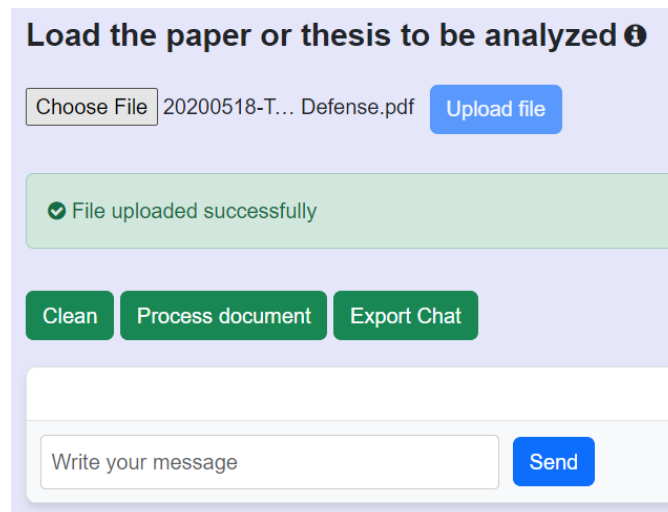 Load the paper or thesis to be analyzed
Choose File 20200518-T... Defense.pdf Upload file
File uploaded successfully
Clean Process document Export Chat
Write your message Send